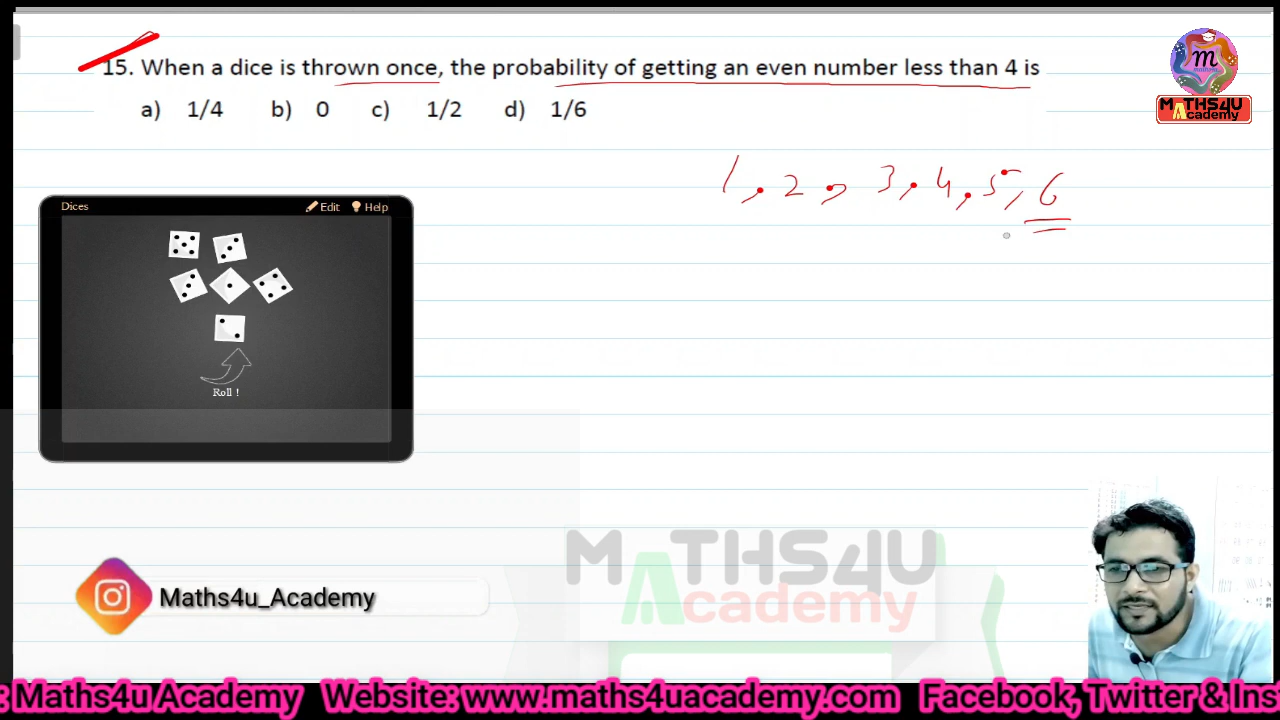 15. When a dice is thrown once, the probability of getting an even number less than 4 is
a) 1/4 b) 0 c) 1/2 d) 1/6
m
MATHS4U
Academy
1, 2, 3, 4, 5, 6
Dices Edit Help
Roll !
MATHS4U
Academy
Maths4u_Academy
: Maths4u Academy Website: www.maths4uacademy.com Facebook, Twitter & Ins